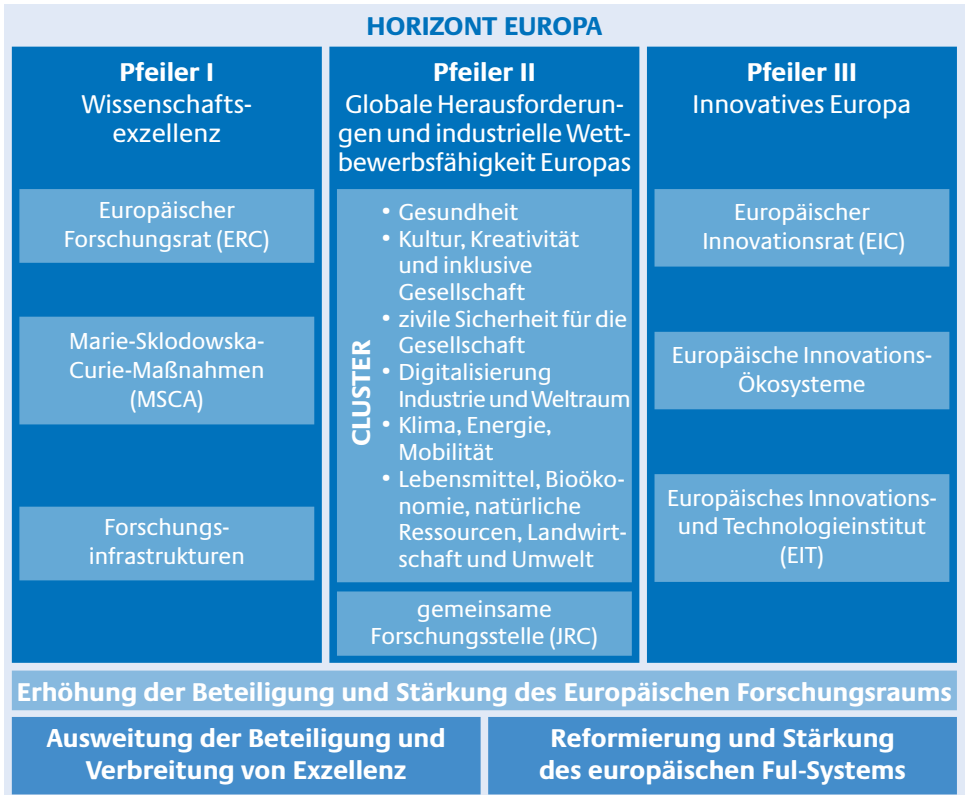 HORIZONT EUROPA
Pfeiler I
Wissenschafts-
exzellenz
Europäischer
Forschungsrat (ERC)
Marie-Sklodowska-
Curie-Maßnahmen
(MSCA)
Forschungs-
infrastrukturen
Pfeiler II
Globale Herausforderun-
gen und industrielle Wett-
bewerbsfähigkeit Europas
CLUSTER
• Gesundheit
• Kultur, Kreativität
und inklusive
Gesellschaft
• zivile Sicherheit für die
Gesellschaft
• Digitalisierung
Industrie und Weltraum
• Klima, Energie,
Mobilität
• Lebensmittel, Bioöko-
nomie, natürliche
Ressourcen, Landwirt-
schaft und Umwelt
gemeinsame
Forschungsstelle (JRC)
Pfeiler III
Innovatives Europa
Europäischer
Innovationsrat (EIC)
Europäische Innovations-
Ökosysteme
Europäisches Innovations-
und Technologieinstitut
(EIT)
Erhöhung der Beteiligung und Stärkung des Europäischen Forschungsraums
Ausweitung der Beteiligung und
Verbreitung von Exzellenz
Reformierung und Stärkung
des europäischen FuI-Systems